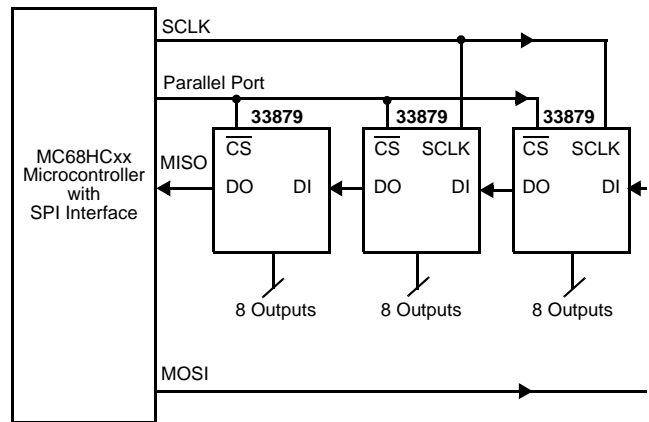 SCLK
Parallel Port
33879 33879 33879
CS CS SCLK CS SCLK
MC68HCxx
Microcontroller
with
SPI Interface
MISO
DO DI DO DI DO DI
8 Outputs 8 Outputs 8 Outputs
MOSI